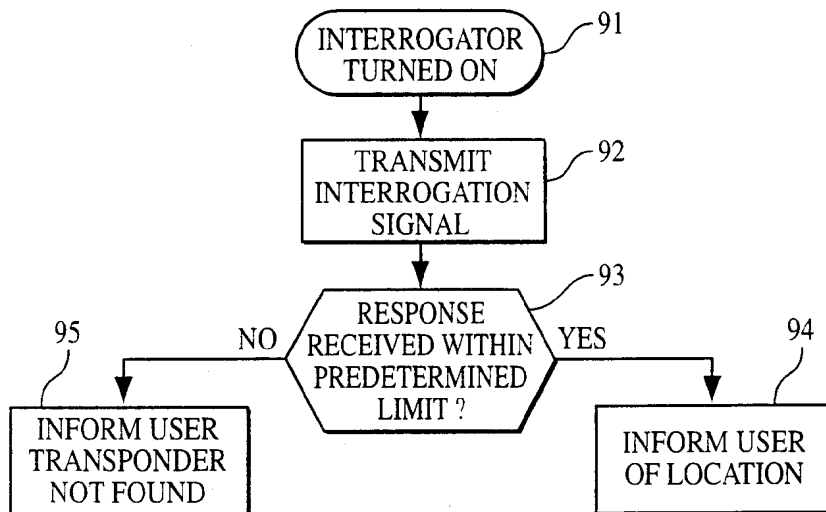 INTERROGATOR
TURNED ON
91
TRANSMIT
INTERROGATION
SIGNAL
92
RESPONSE
RECEIVED WITHIN
PREDETERMINED
LIMIT ?
93
NO
YES
95
INFORM USER
TRANSPONDER
NOT FOUND
94
INFORM USER
OF LOCATION